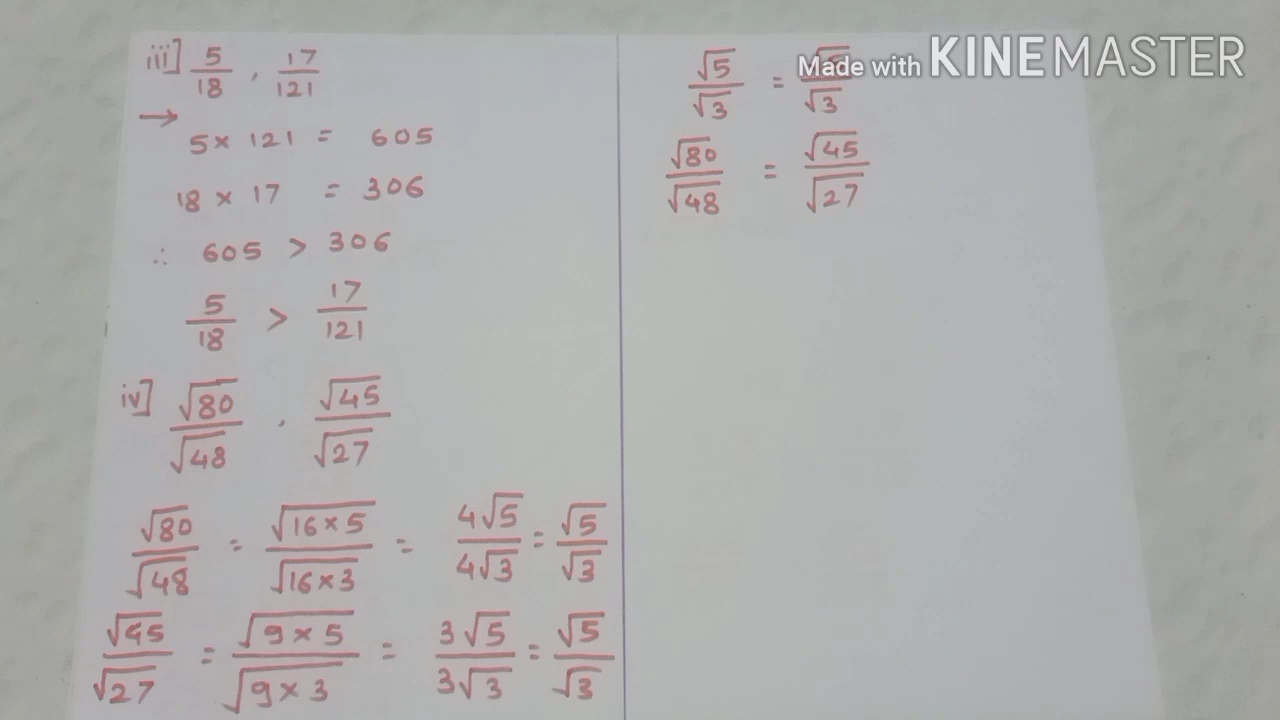 iii] 5/18 , 17/121
→
5 × 121 = 605
18 × 17 = 306
∴ 605 > 306
5/18 > 17/121
iv] √80/√48 , √45/√27
√80/√48 = √16×5/√16×3 = 4√5/4√3 = √5/√3
√45/√27 = √9×5/√9×3 = 3√5/3√3 = √5/√3
√5/√3 = √5/√3
√80/√48 = √45/√27
Made with KINEMASTER